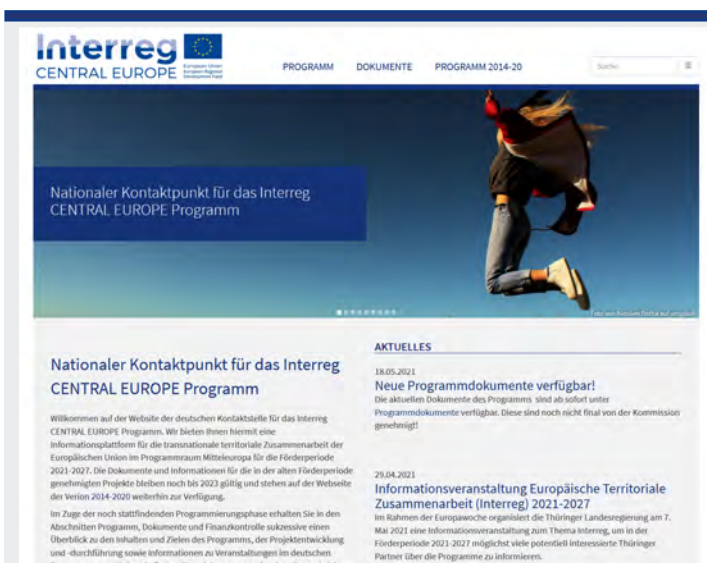 Interreg
CENTRAL EUROPE
European Union
European Regional
Development Fund
PROGRAMM
DOKUMENTE
PROGRAMM 2014-20
Suche
Nationaler Kontaktpunkt für das Interreg
CENTRAL EUROPE Programm
Nationaler Kontaktpunkt für das Interreg
CENTRAL EUROPE Programm
Willkommen auf der Website der deutschen Kontaktstelle für das Interreg
CENTRAL EUROPE Programm. Wir bieten Ihnen hiermit eine
Informationsplattform für die transnationale territoriale Zusammenarbeit der
Europäischen Union im Programmraum Mitteleuropa für die Förderperiode
2021-2027. Die Dokumente und Informationen für die in der alten Förderperiode
genehmigten Projekte bleiben noch bis 2023 gültig und stehen auf der Webseite
der Verion 2014-2020 weiterhin zur Verfügung.
Im Zuge der noch stattfindenden Programmierungsphase erhalten Sie in den
Abschnitten Programm, Dokumente und Finanzkontrolle sukzessive einen
Überblick zu den Inhalten und Zielen des Programms, der Projektentwicklung
und -durchführung sowie Informationen zu Veranstaltungen im deutschen
AKTUELLES
18.05.2021
Neue Programmdokumente verfügbar!
Die aktuellen Dokumente des Programms sind ab sofort unter
Programmdokumente verfügbar. Diese sind noch nicht final von der Kommission
genehmigt!
29.04.2021
Informationsveranstaltung Europäische Territoriale
Zusammenarbeit (Interreg) 2021-2027
Im Rahmen der Europawoche organisiert die Thüringer Landesregierung am 7.
Mai 2021 eine Informationsveranstaltung zum Thema Interreg, um in der
Förderperiode 2021-2027 möglichst viele potentiell interessierte Thüringer
Partner über die Programme zu informieren.